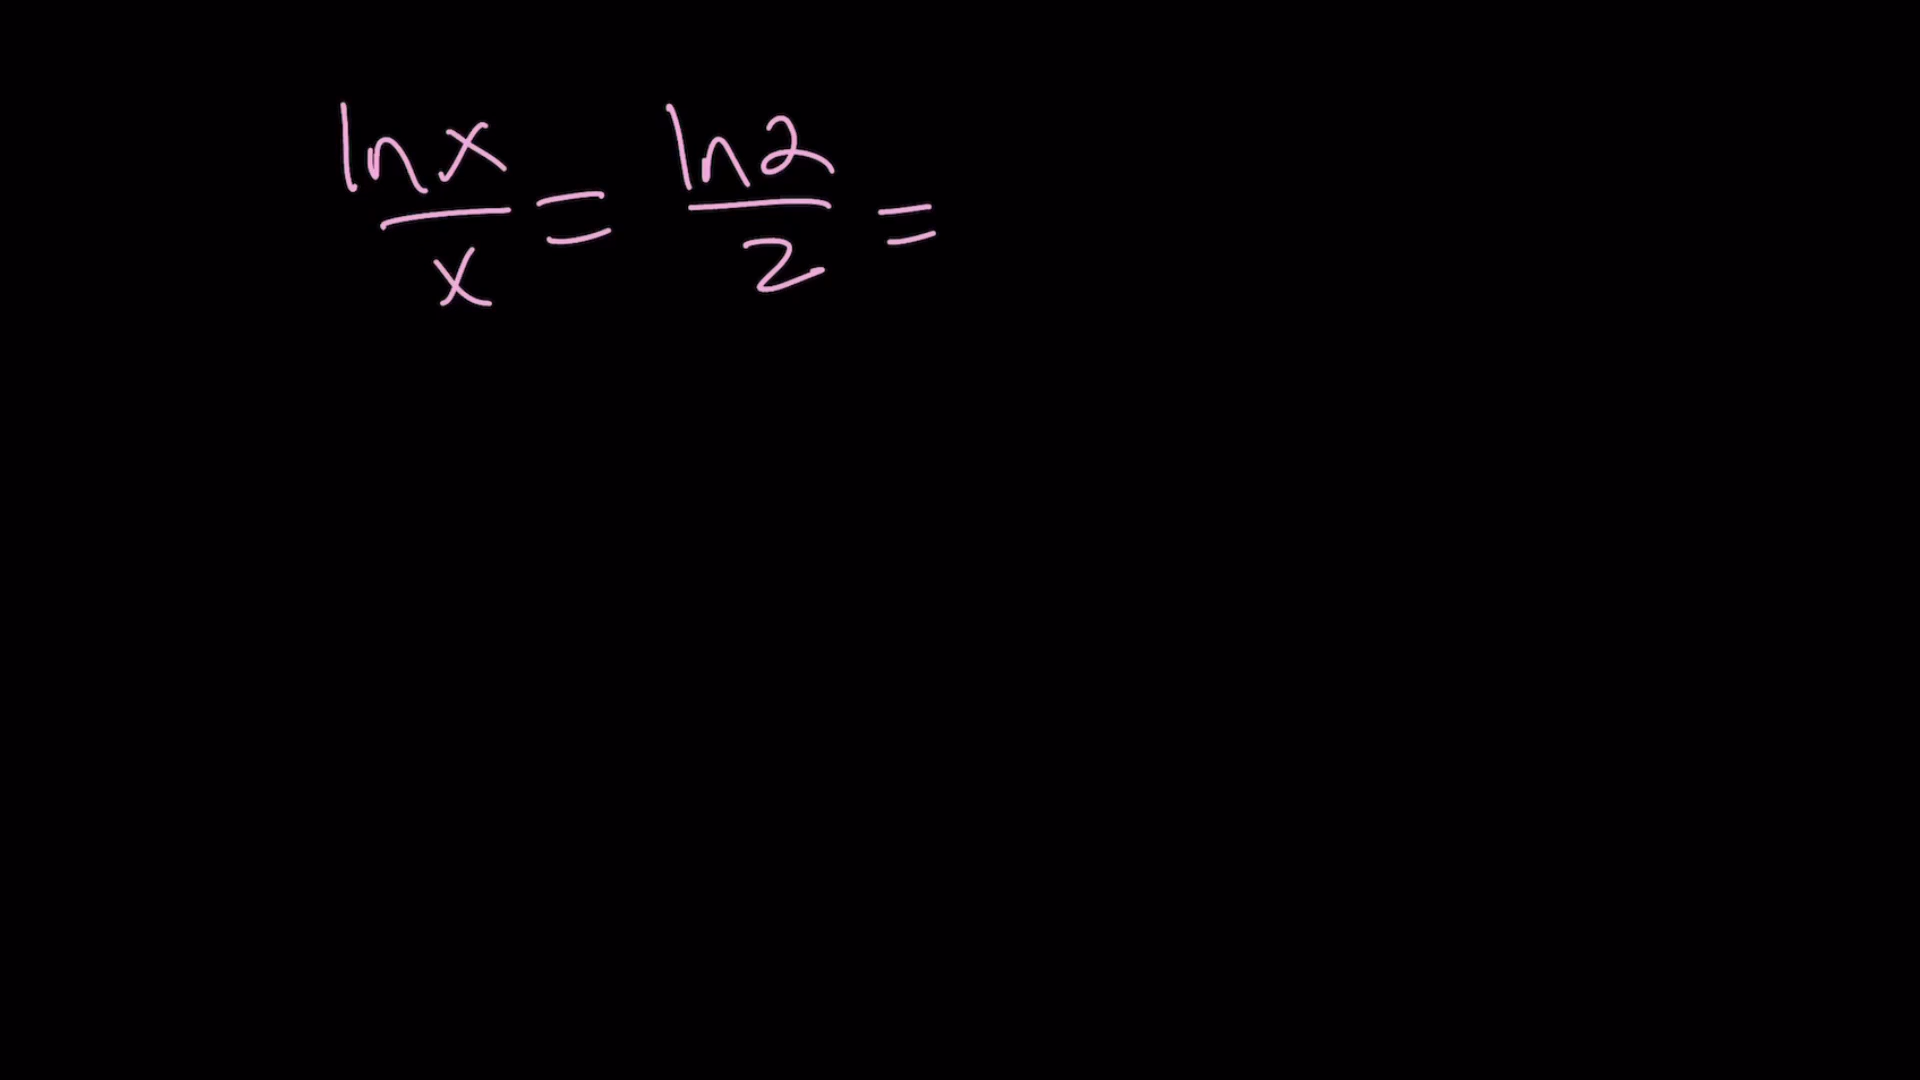 ln x / x = ln 2 / 2 =